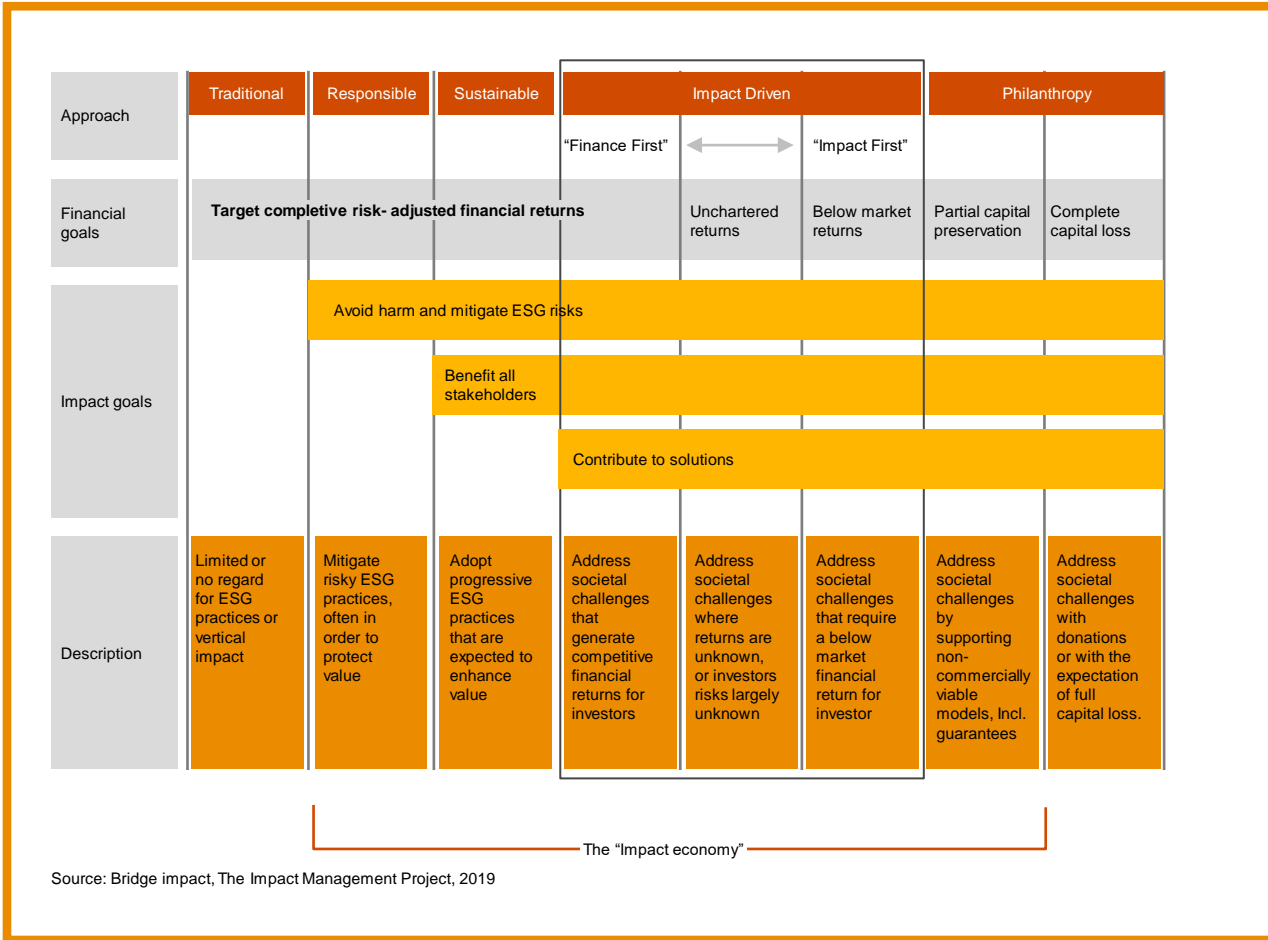 Approach
Traditional
Responsible
Sustainable
Impact Driven
Philanthropy
“Finance First”
“Impact First”
Financial
goals
Target completive risk- adjusted financial returns
Unchartered
returns
Below market
returns
Partial capital
preservation
Complete
capital loss
Impact goals
Avoid harm and mitigate ESG risks
Benefit all
stakeholders
Contribute to solutions
Description
Limited or
no regard
for ESG
practices or
vertical
impact
Mitigate
risky ESG
practices,
often in
order to
protect
value
Adopt
progressive
ESG
practices
that are
expected to
enhance
value
Address
societal
challenges
that
generate
competitive
financial
returns for
investors
Address
societal
challenges
where
returns are
unknown,
or investors
risks largely
unknown
Address
societal
challenges
that require
a below
market
financial
return for
investor
Address
societal
challenges
by
supporting
non-
commercially
viable
models, Incl.
guarantees
Address
societal
challenges
with
donations
or with the
expectation
of full
capital loss.
The “Impact economy”
Source: Bridge impact, The Impact Management Project, 2019